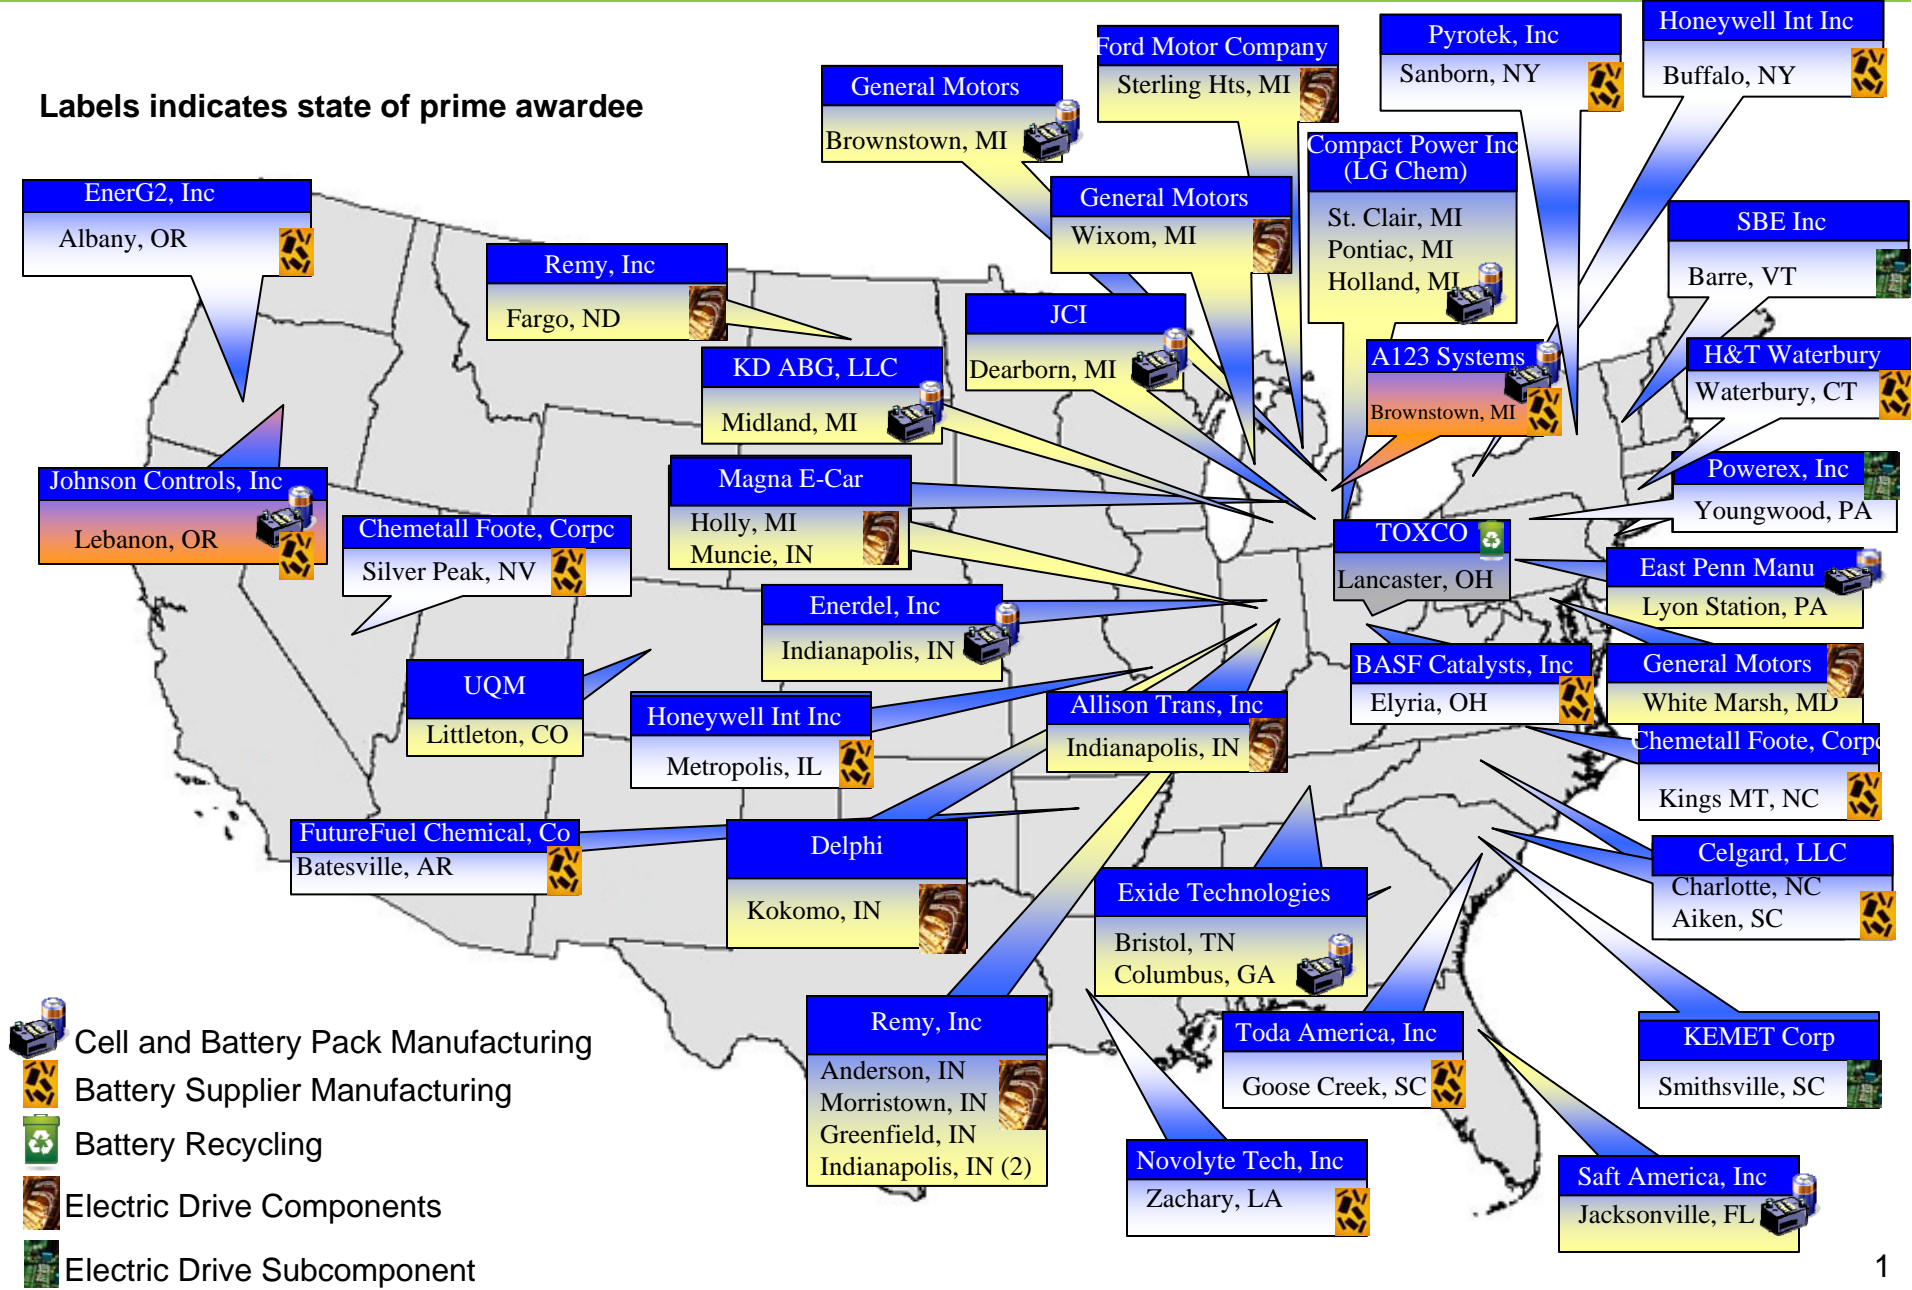 Labels indicates state of prime awardee
General Motors
Brownstown, MI
Ford Motor Company
Sterling Hts, MI
Pyrotek, Inc
Sanborn, NY
Honeywell Int Inc
Buffalo, NY
EnerG2, Inc
Albany, OR
Remy, Inc
Fargo, ND
General Motors
Wixom, MI
Compact Power Inc
(LG Chem)
St. Clair, MI
Pontiac, MI
Holland, MI
SBE Inc
Barre, VT
JCI
Dearborn, MI
KD ABG, LLC
Midland, MI
A123 Systems
Brownstown, MI
H&T Waterbury
Waterbury, CT
Johnson Controls, Inc
Lebanon, OR
Chemetall Foote, Corpc
Silver Peak, NV
Magna E-Car
Holly, MI
Muncie, IN
TOXCO
Lancaster, OH
Powerex, Inc
Youngwood, PA
East Penn Manu
Lyon Station, PA
Enerdel, Inc
Indianapolis, IN
UQM
Littleton, CO
Honeywell Int Inc
Metropolis, IL
Allison Trans, Inc
Indianapolis, IN
BASF Catalysts, Inc
Elyria, OH
General Motors
White Marsh, MD
Chemetall Foote, Corpc
Kings MT, NC
FutureFuel Chemical, Co
Batesville, AR
Delphi
Kokomo, IN
Exide Technologies
Bristol, TN
Columbus, GA
Celgard, LLC
Charlotte, NC
Aiken, SC
Remy, Inc
Anderson, IN
Morristown, IN
Greenfield, IN
Indianapolis, IN (2)
Toda America, Inc
Goose Creek, SC
KEMET Corp
Smithsville, SC
Novolyte Tech, Inc
Zachary, LA
Saft America, Inc
Jacksonville, FL
Cell and Battery Pack Manufacturing
Battery Supplier Manufacturing
Battery Recycling
Electric Drive Components
Electric Drive Subcomponent
1